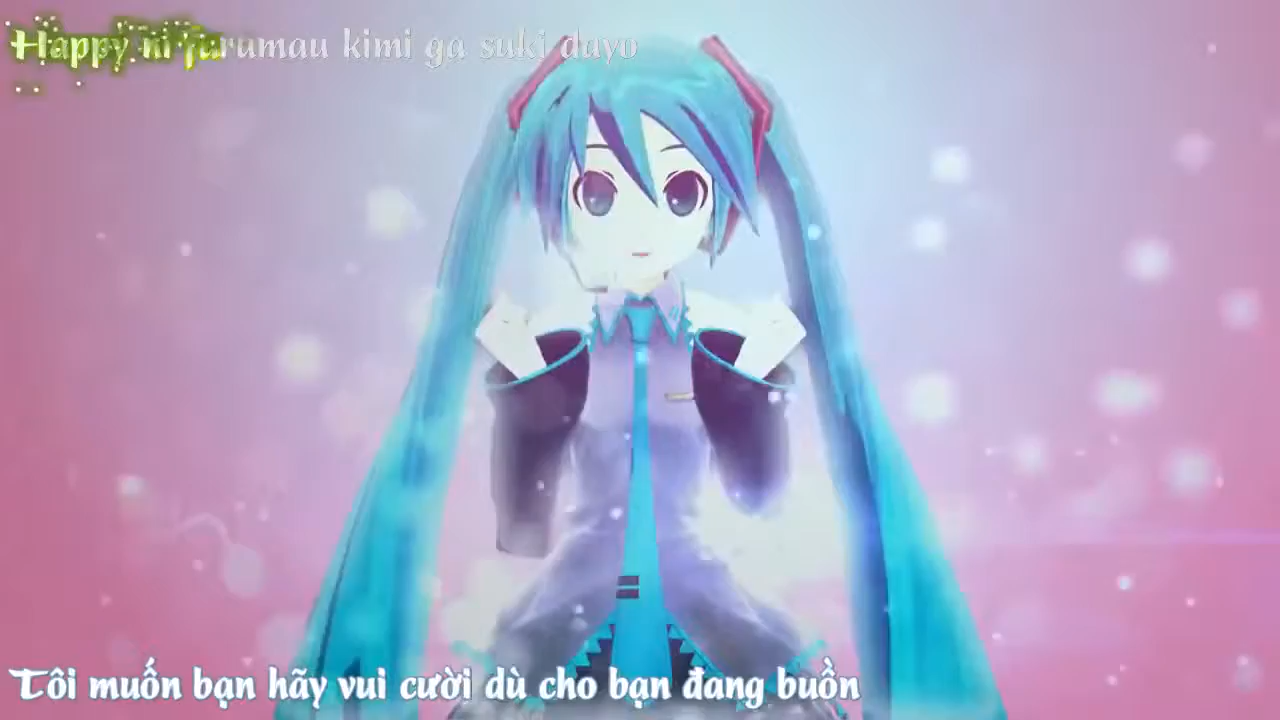 Happy ni furumau kimi ga suki dayo
Tôi muốn bạn hãy vui cười dù cho bạn đang buồn